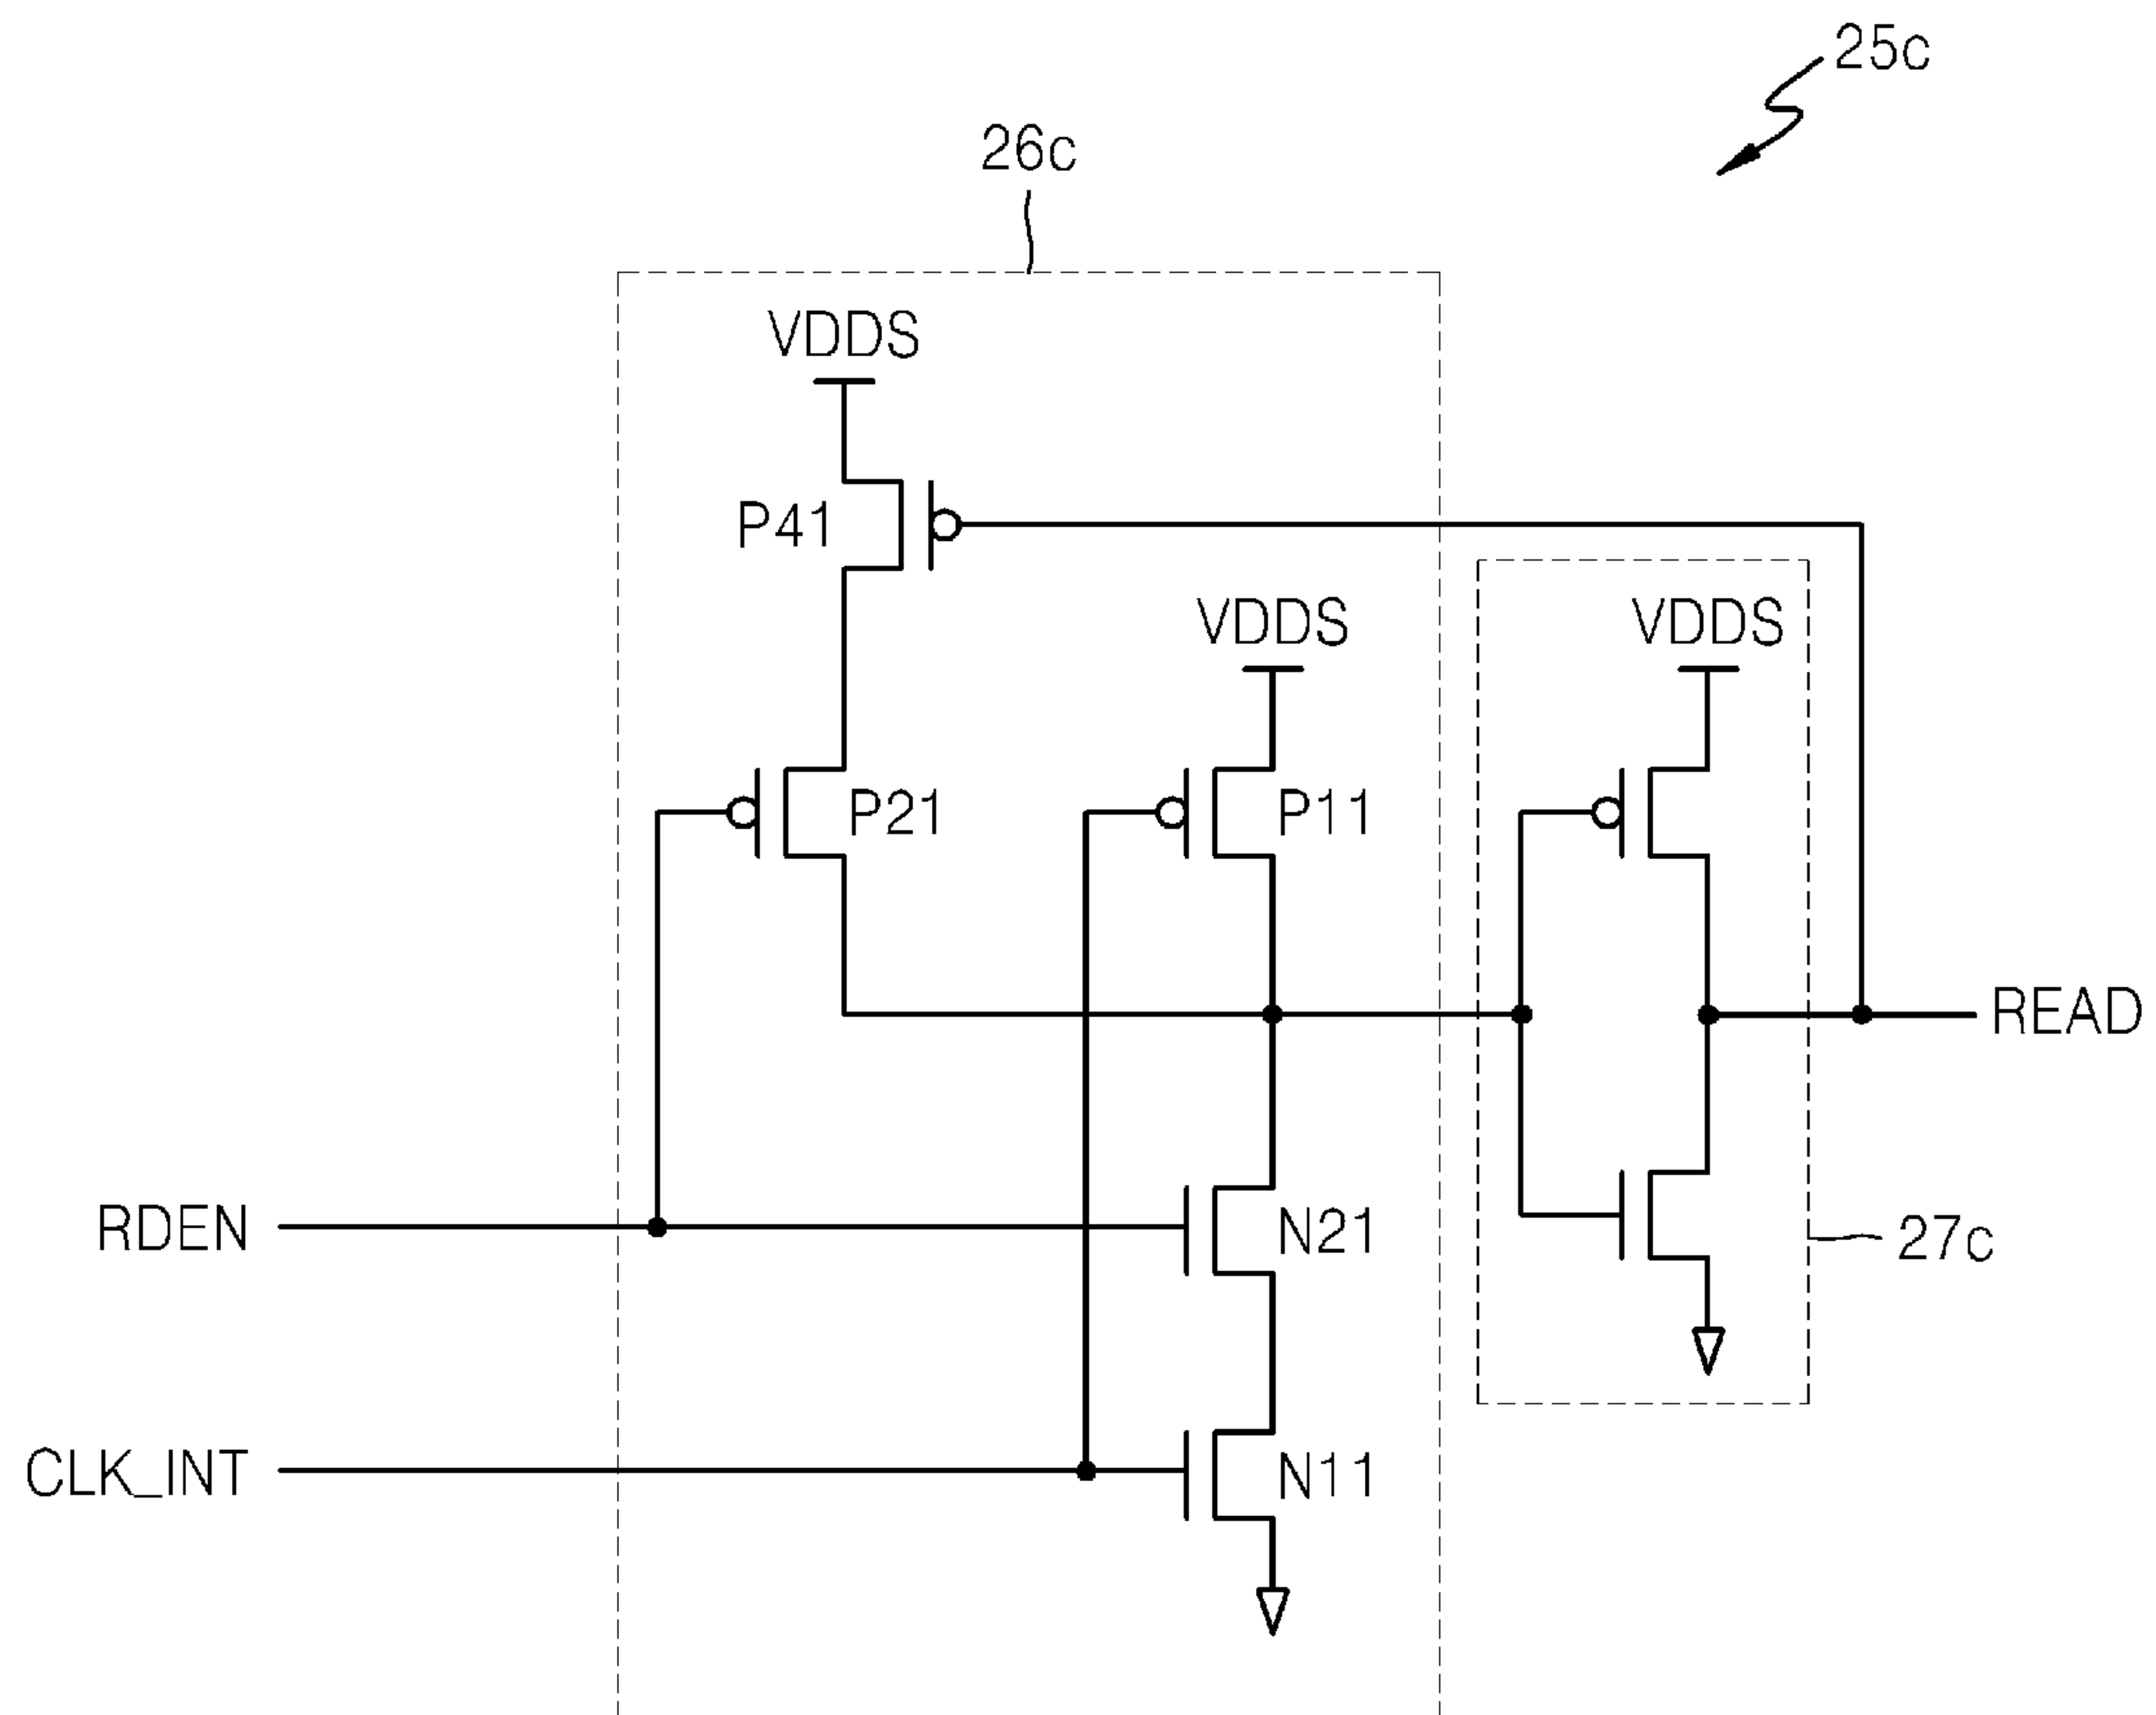 25c
26c
VDDS
P41
VDDS
VDDS
P21
P11
READ
RDEN
N21
27c
CLK_INT
N11